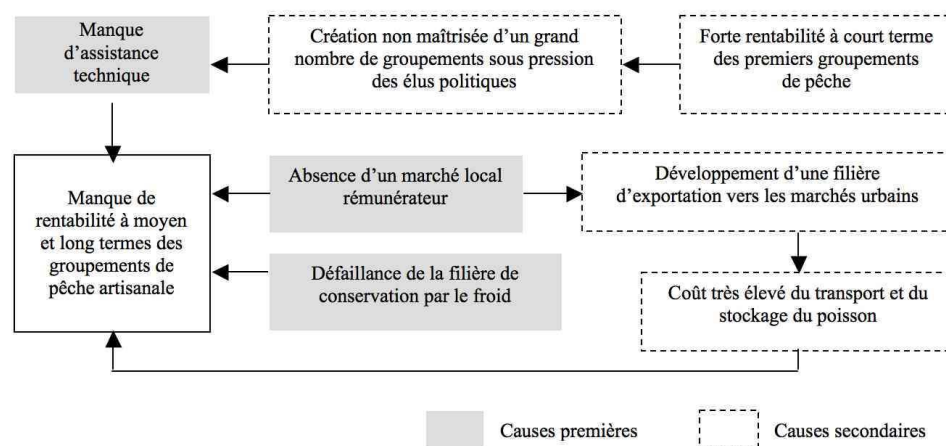 Manque
d'assistance
technique
Création non maîtrisée d'un grand
nombre de groupements sous pression
des élus politiques
Forte rentabilité à court terme
des premiers groupements
de pêche
Manque de
rentabilité à moyen
et long termes des
groupements de
pêche artisanale
Absence d'un marché local
rémunérateur
Développement d'une filière
d'exportation vers les marchés urbains
Défaillance de la filière de
conservation par le froid
Coût très élevé du transport et du
stockage du poisson
Causes premières
Causes secondaires